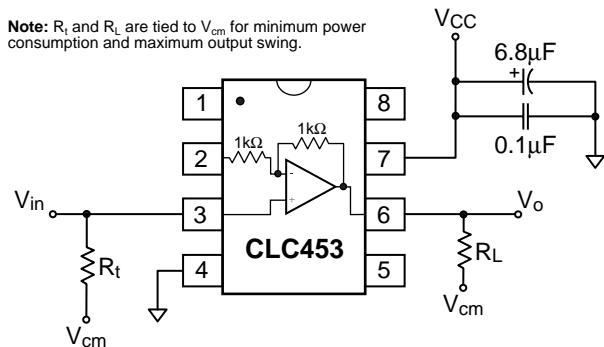 Note: Rt and RL are tied to Vcm for minimum power
consumption and maximum output swing.
VCC
6.8µF
+
0.1µF
1
8
1kΩ
1kΩ
2
7
-
+
Vin
3
6
Vo
CLC453
Rt
RL
4
5
Vcm
Vcm